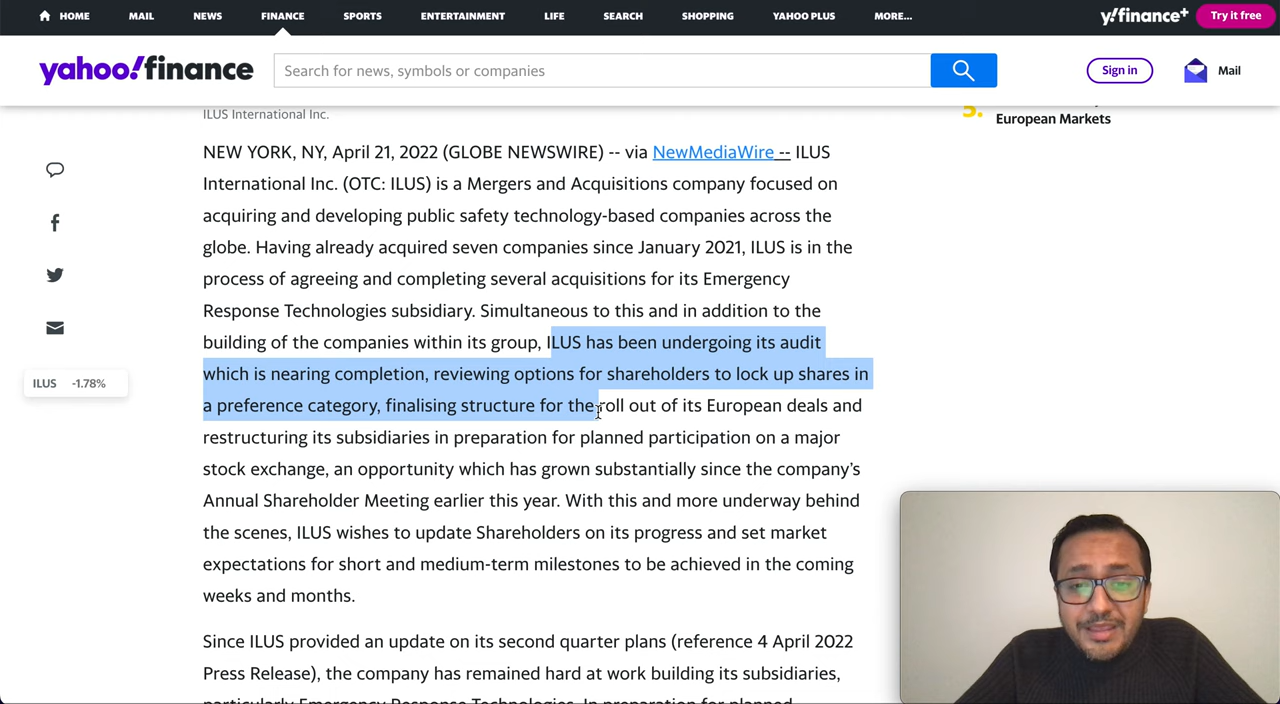 HOME MAIL NEWS FINANCE SPORTS ENTERTAINMENT LIFE SEARCH SHOPPING YAHOO PLUS MORE... y!finance+ Try it free
yahoo!finance Search for news, symbols or companies Sign in Mail
ILUS International Inc.
5.
European Markets
NEW YORK, NY, April 21, 2022 (GLOBE NEWSWIRE) -- via NewMediaWire -- ILUS
International Inc. (OTC: ILUS) is a Mergers and Acquisitions company focused on
acquiring and developing public safety technology-based companies across the
globe. Having already acquired seven companies since January 2021, ILUS is in the
process of agreeing and completing several acquisitions for its Emergency
Response Technologies subsidiary. Simultaneous to this and in addition to the
building of the companies within its group, ILUS has been undergoing its audit
which is nearing completion, reviewing options for shareholders to lock up shares in
a preference category, finalising structure for the roll out of its European deals and
restructuring its subsidiaries in preparation for planned participation on a major
stock exchange, an opportunity which has grown substantially since the company’s
Annual Shareholder Meeting earlier this year. With this and more underway behind
the scenes, ILUS wishes to update Shareholders on its progress and set market
expectations for short and medium-term milestones to be achieved in the coming
weeks and months.
ILUS -1.78%
Since ILUS provided an update on its second quarter plans (reference 4 April 2022
Press Release), the company has remained hard at work building its subsidiaries,
particularly Emergency Response Technologies. In preparation for planned